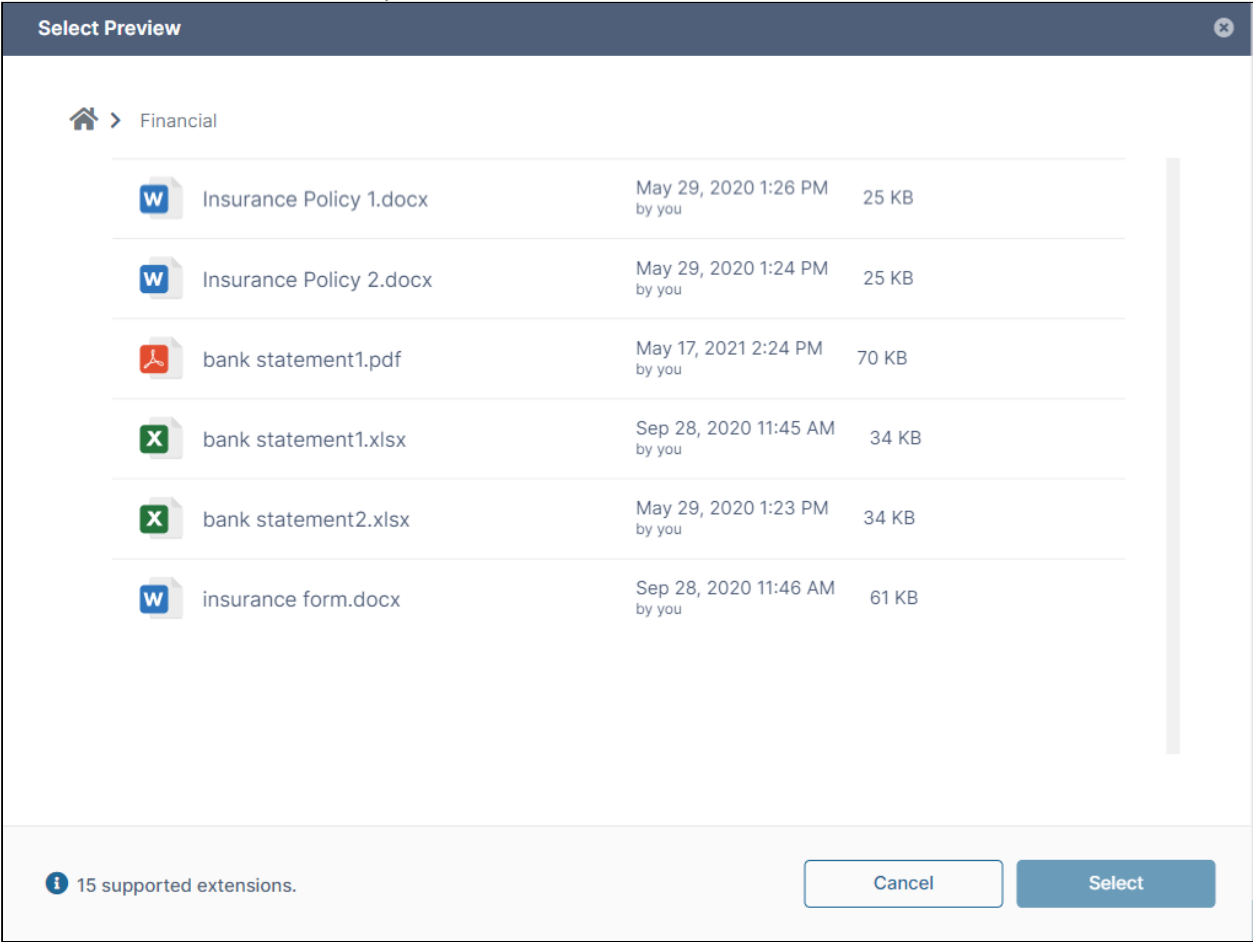 Select Preview
Financial
Insurance Policy 1.docx May 29, 2020 1:26 PM 25 KB
by you
Insurance Policy 2.docx May 29, 2020 1:24 PM 25 KB
by you
bank statement1.pdf May 17, 2021 2:24 PM 70 KB
by you
bank statement1.xlsx Sep 28, 2020 11:45 AM 34 KB
by you
bank statement2.xlsx May 29, 2020 1:23 PM 34 KB
by you
insurance form.docx Sep 28, 2020 11:46 AM 61 KB
by you
15 supported extensions. Cancel Select